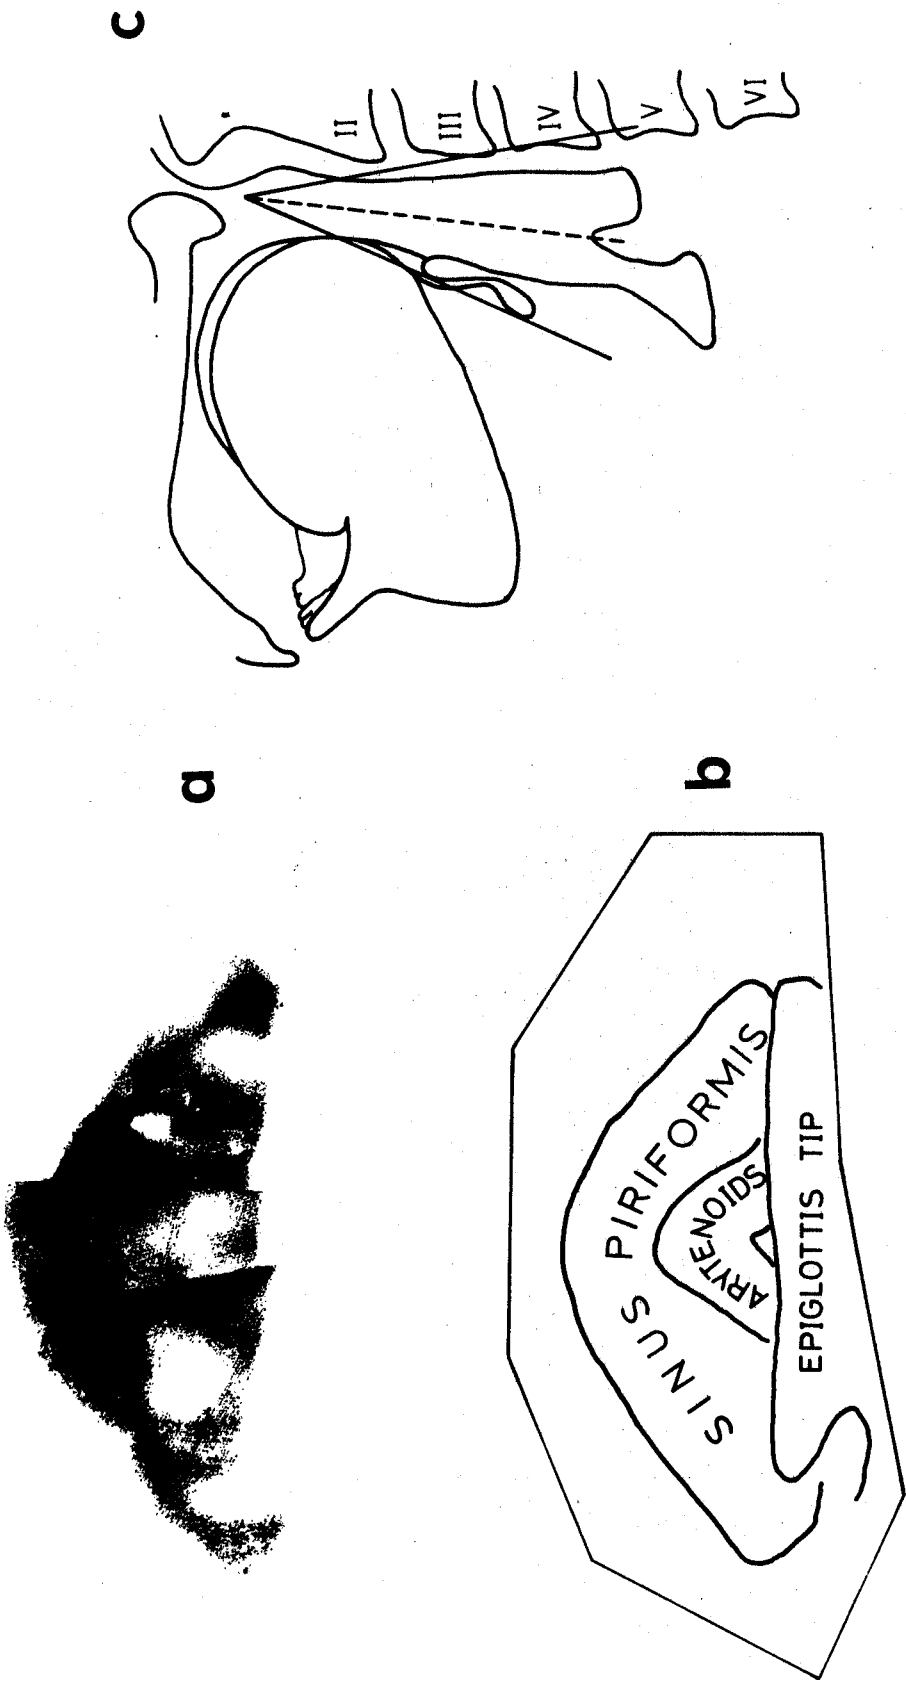 a
b
SINUS PIRIFORMIS
ARYTENOIDS
EPIGLOTTIS TIP
c
II
III
IV
V
VI